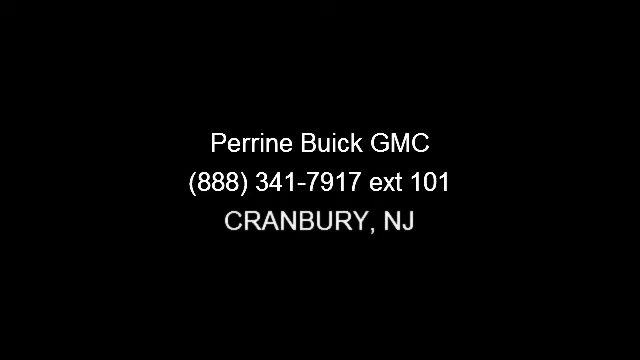 Perrine Buick GMC
(888) 341-7917 ext 101
CRANBURY, NJ